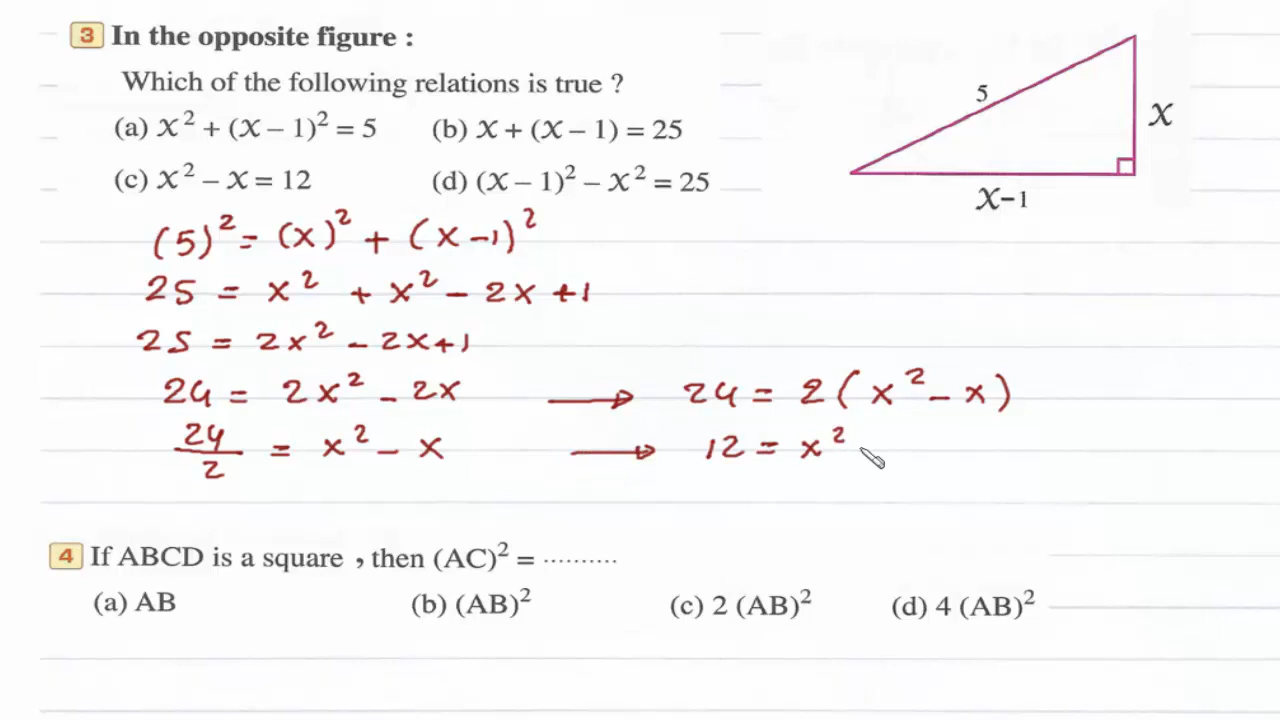 3 In the opposite figure :
Which of the following relations is true ?
(a) x² + (x – 1)² = 5 (b) x + (x – 1) = 25
(c) x² – x = 12 (d) (x – 1)² – x² = 25
5
x
x-1
(5)² = (x)² + (x -1)²
25 = x² + x² - 2x +1
25 = 2x² - 2x+1
24 = 2x² - 2x → 24 = 2(x² - x)
24/2 = x² - x → 12 = x²
4 If ABCD is a square , then (AC)² = ··········
(a) AB (b) (AB)² (c) 2 (AB)² (d) 4 (AB)²